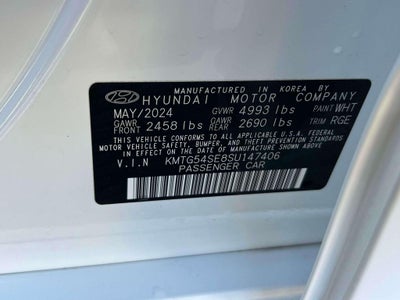 MANUFACTURED IN KOREA BY
HYUNDAI MOTOR COMPANY
MAY/2024 GVWR 4993 lbs PAINT WHT
GAWR FRONT 2458 lbs GAWR REAR 2690 lbs TRIM RGE
THIS VEHICLE CONFORMS TO ALL APPLICABLE U.S.A. FEDERAL
MOTOR VEHICLE SAFETY, BUMPER, AND THEFT PREVENTION STANDARDS
IN EFFECT ON THE DATE OF MANUFACTURE SHOWN ABOVE.
V.I.N KMTG54SE8SU147406
PASSENGER CAR